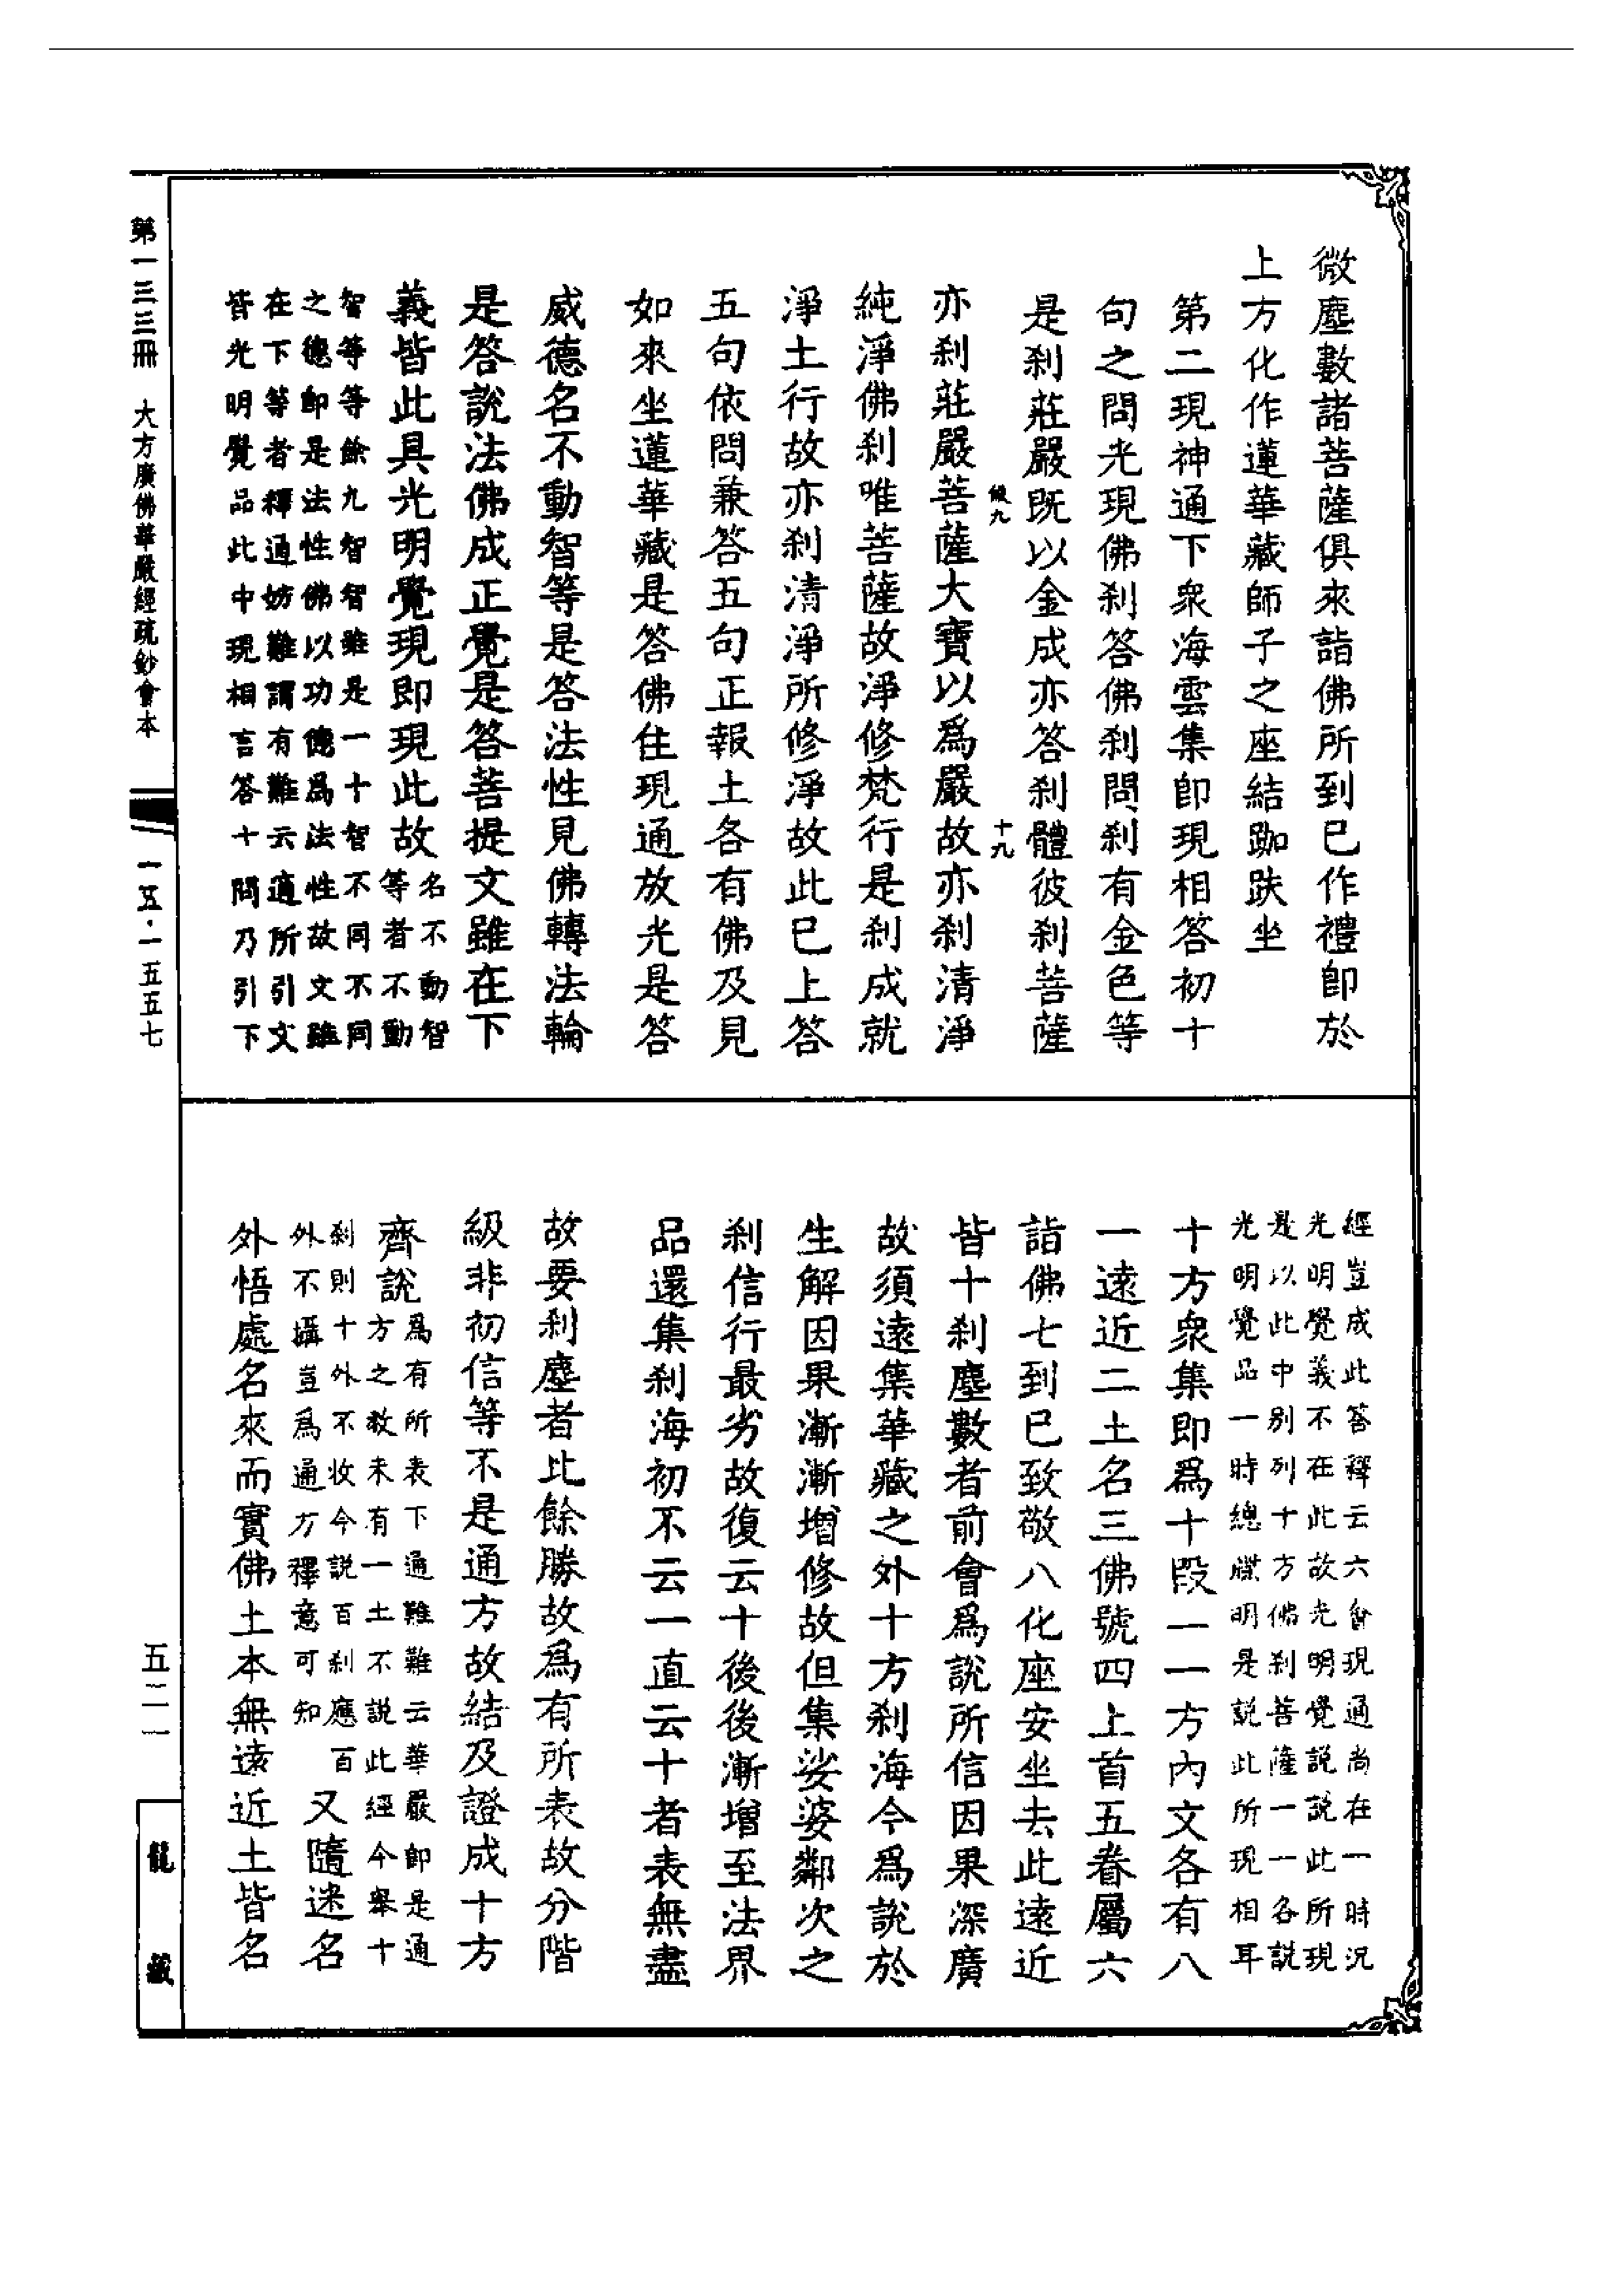 微塵數諸菩薩俱來詣佛所到已作禮即於
上方化作蓮華藏師子之座結跏趺坐
第二現神通下衆海雲集即現相答初十
句之問光現佛刹答佛刹問刹有金色等
是刹莊嚴既以金成亦答刹體彼刹菩薩
九
十九
亦刹莊嚴菩薩大寶以爲嚴故亦刹清淨
純淨佛刹唯菩薩故淨修梵行是刹成就
淨土行故亦刹清淨所修淨故此已上答
五句依問兼答五句正報土各有佛及見
如來坐蓮華藏是答佛住現通放光是答
威德名不動智等是答法性見佛轉法輪
是答說法佛成正覺是答菩提文雖在下
義皆此具光明覺現即現此故
名不動智
等者不動
智等等餘九智智雖是一十智不同不同
之德即是法性佛以功德爲法性故文雖
在下等者釋通妨難謂有難云適所引文
皆光明覺品此中現相言答十問乃引下
經豈成此答釋云六會現通尚在一時況
光明覺義不在此故光明覺説説此所現
是以此中別列十方佛刹菩薩一一各説
光明覺品一時總牒明是説此所現相耳
十方衆集即爲十段一一方內文各有八
一遠近二土名三佛號四上首五眷屬六
詣佛七到已致敬八化座安坐去此遠近
皆十刹塵數者前會爲說所信因果深廣
故須遠集華藏之外十方刹海今爲說於
生解因果漸漸增修故但集娑婆鄰次之
刹信行最劣故復云十後後漸增至法界
品還集刹海初不云一直云十者表無盡
故要刹塵者比餘勝故爲有所表故分階
級非初信等不是通方故結及證成十方
齊說
爲有所表下通難難云華嚴即是通
方之教未有一土不説此經今舉十
刹則十外不收今説百刹應百
外不攝豈爲通方釋意可知
又隨迷名
外悟處名來而實佛土本無遠近土皆名
第一三三冊　大方廣佛華嚴經疏鈔會本
一五·一五五七
五二一
龍藏